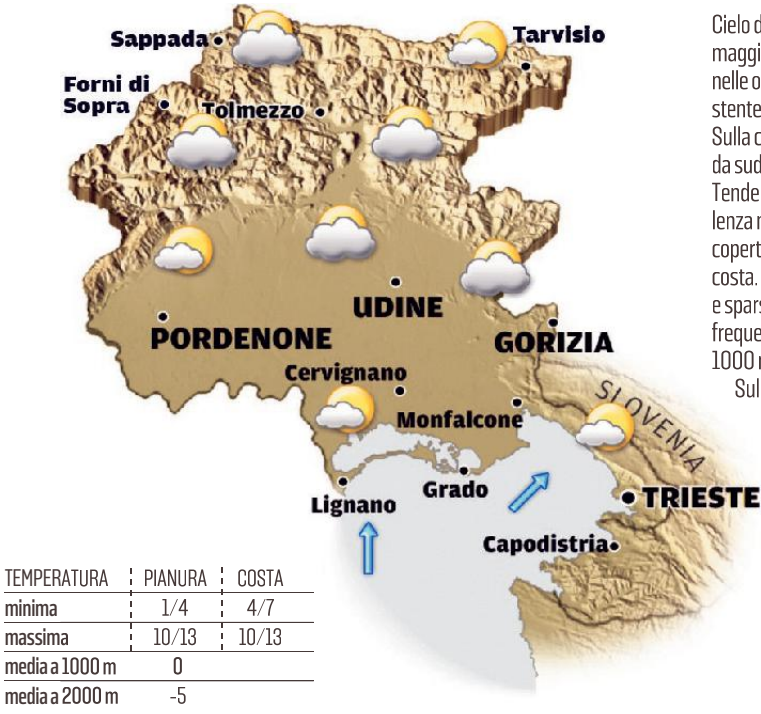 Sappada
Tarvisio
Forni di
Sopra
Tolmezzo
UDINE
PORDENONE
GORIZIA
Cervignano
Monfalcone
SLOVENIA
Grado
Lignano
TRIESTE
Capodistria
TEMPERATURA PIANURA COSTA
minima 1/4 4/7
massima 10/13 10/13
media a 1000 m 0
media a 2000 m -5
Cielo d
maggi
nelle o
stente
Sulla c
da sud
Tende
lenza
copert
costa.
e spars
freque
1000
Sul